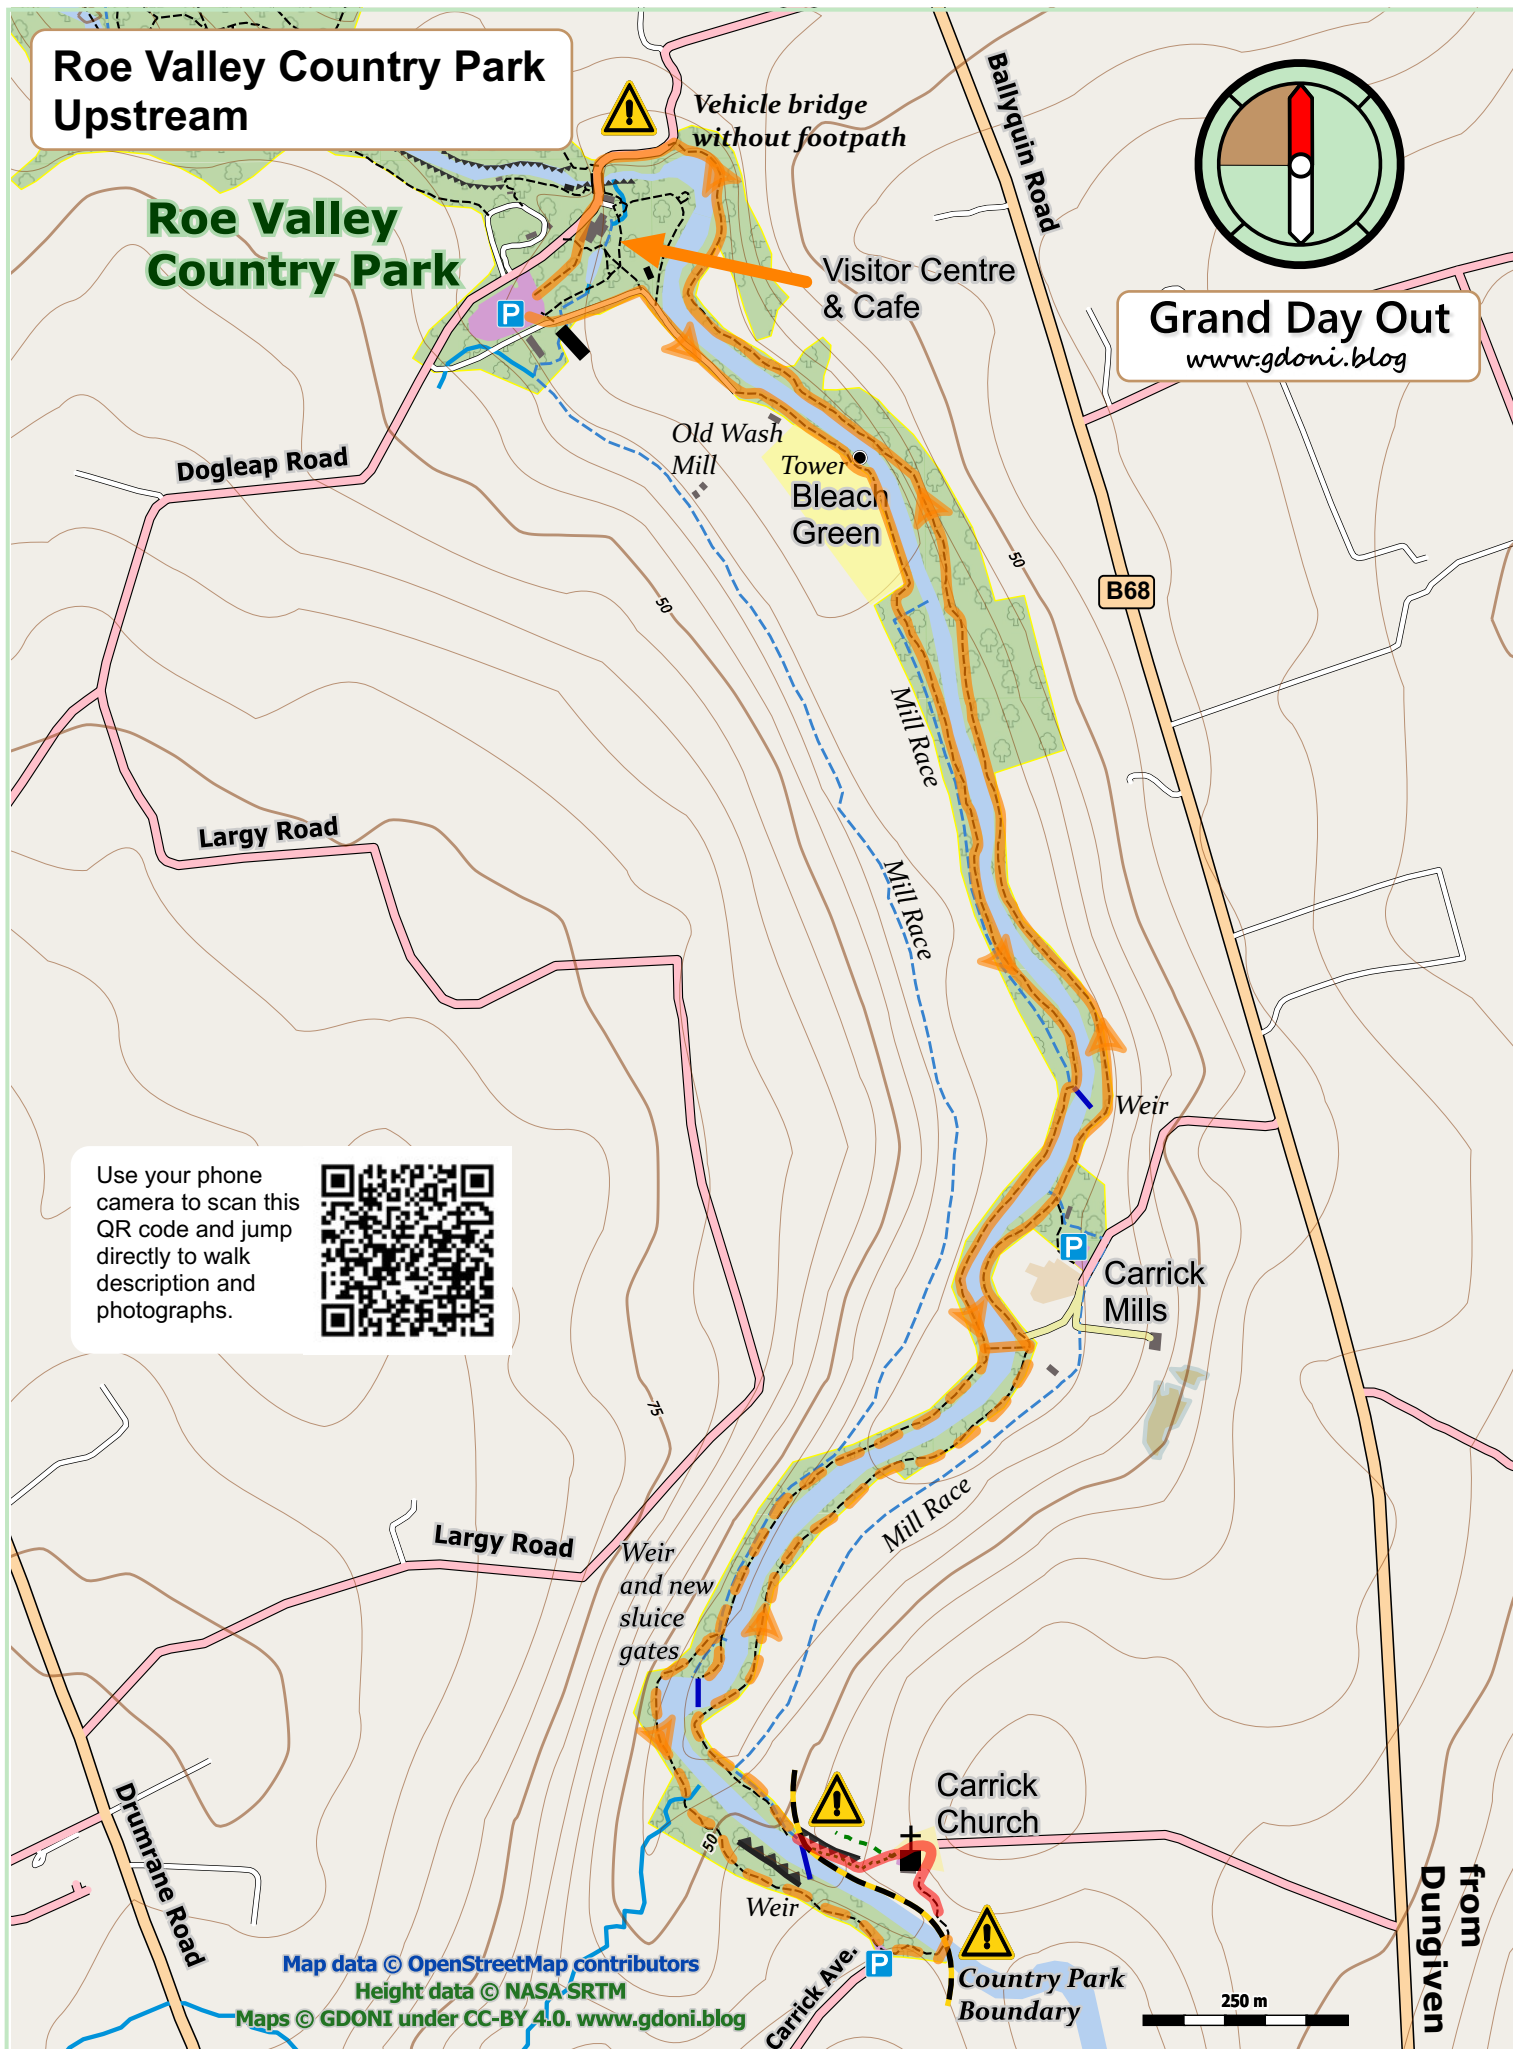 Roe Valley Country Park
Upstream
Vehicle bridge
without footpath
Ballyquin Road
Roe Valley
Country Park
Visitor Centre
& Cafe
Grand Day Out
www.gdoni.blog
P
Old Wash
Mill
Tower
Bleach
Green
Dogleap Road
50
50
B68
Mill Race
Largy Road
Mill Race
Weir
Use your phone
camera to scan this
QR code and jump
directly to walk
description and
photographs.
P
Carrick
Mills
75
Mill Race
Largy Road
Weir
and new
sluice
gates
Carrick
Church
Drumrane Road
50
Weir
from
Dungiven
P
Carrick Ave.
Country Park
Boundary
250 m
Map data © OpenStreetMap contributors
Height data © NASA SRTM
Maps © GDONI under CC-BY 4.0. www.gdoni.blog